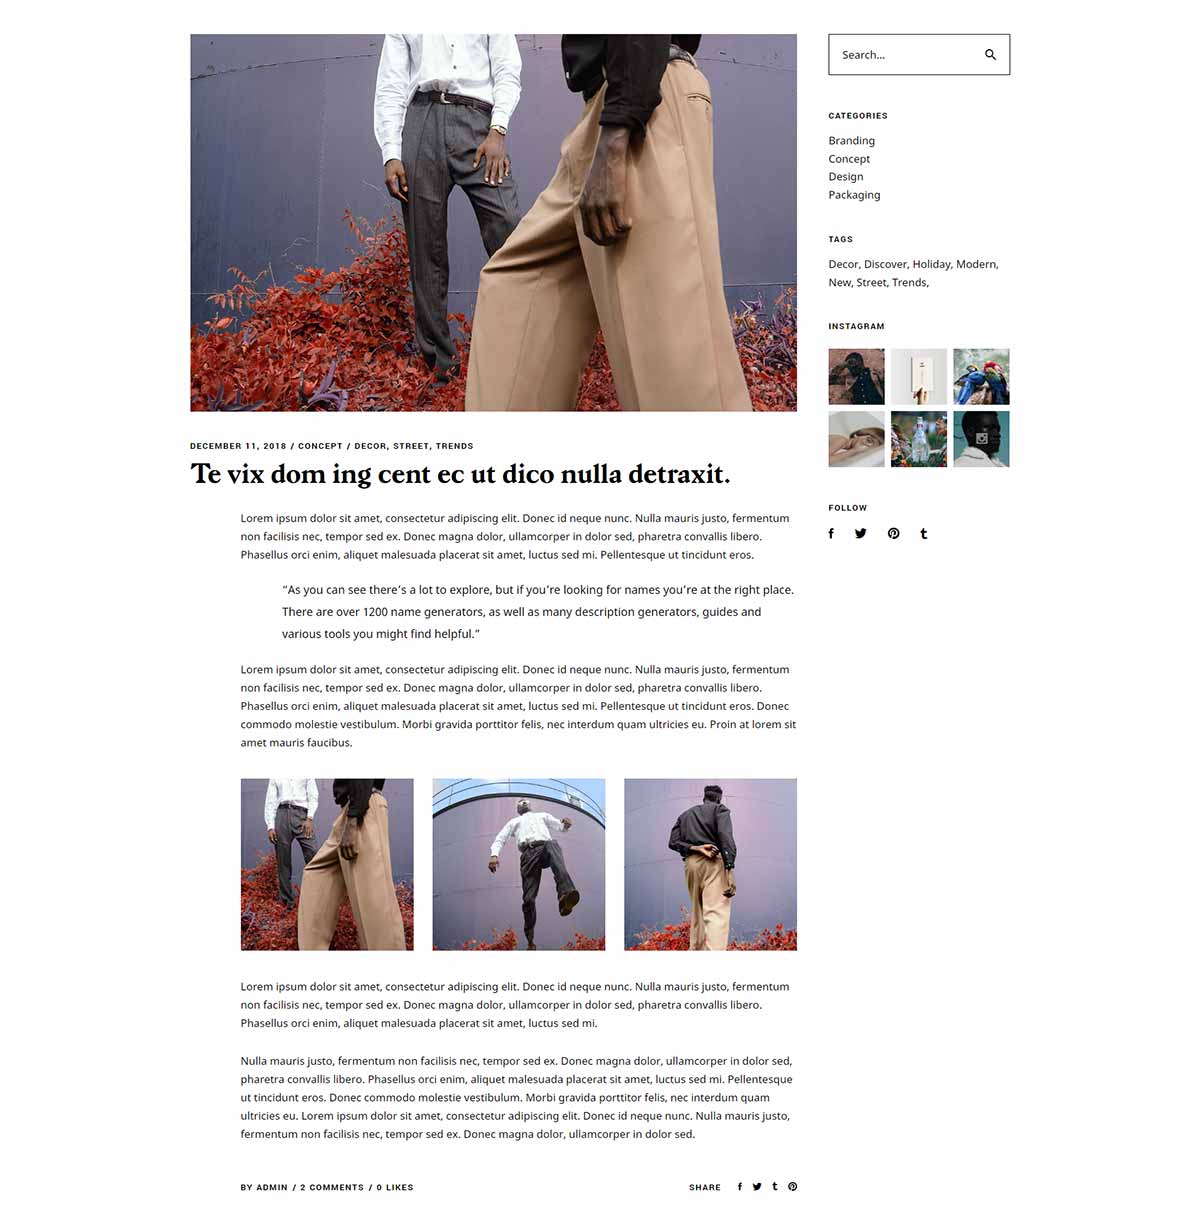 Search...
CATEGORIES
Branding
Concept
Design
Packaging
TAGS
Decor, Discover, Holiday, Modern,
New, Street, Trends,
INSTAGRAM
FOLLOW
DECEMBER 11, 2018 / CONCEPT / DECOR, STREET, TRENDS
Te vix dom ing cent ec ut dico nulla detraxit.
Lorem ipsum dolor sit amet, consectetur adipiscing elit. Donec id neque nunc. Nulla mauris justo, fermentum
non facilisis nec, tempor sed ex. Donec magna dolor, ullamcorper in dolor sed, pharetra convallis libero.
Phasellus orci enim, aliquet malesuada placerat sit amet, luctus sed mi. Pellentesque ut tincidunt eros.
“As you can see there’s a lot to explore, but if you’re looking for names you’re at the right place.
There are over 1200 name generators, as well as many description generators, guides and
various tools you might find helpful.”
Lorem ipsum dolor sit amet, consectetur adipiscing elit. Donec id neque nunc. Nulla mauris justo, fermentum
non facilisis nec, tempor sed ex. Donec magna dolor, ullamcorper in dolor sed, pharetra convallis libero.
Phasellus orci enim, aliquet malesuada placerat sit amet, luctus sed mi. Pellentesque ut tincidunt eros. Donec
commodo molestie vestibulum. Morbi gravida porttitor felis, nec interdum quam ultricies eu. Proin at lorem sit
amet mauris faucibus.
Lorem ipsum dolor sit amet, consectetur adipiscing elit. Donec id neque nunc. Nulla mauris justo, fermentum
non facilisis nec, tempor sed ex. Donec magna dolor, ullamcorper in dolor sed, pharetra convallis libero.
Phasellus orci enim, aliquet malesuada placerat sit amet, luctus sed mi.
Nulla mauris justo, fermentum non facilisis nec, tempor sed ex. Donec magna dolor, ullamcorper in dolor sed,
pharetra convallis libero. Phasellus orci enim, aliquet malesuada placerat sit amet, luctus sed mi. Pellentesque
ut tincidunt eros. Donec commodo molestie vestibulum. Morbi gravida porttitor felis, nec interdum quam
ultricies eu. Lorem ipsum dolor sit amet, consectetur adipiscing elit. Donec id neque nunc. Nulla mauris justo,
fermentum non facilisis nec, tempor sed ex. Donec magna dolor, ullamcorper in dolor sed.
BY ADMIN / 2 COMMENTS / 0 LIKES
SHARE